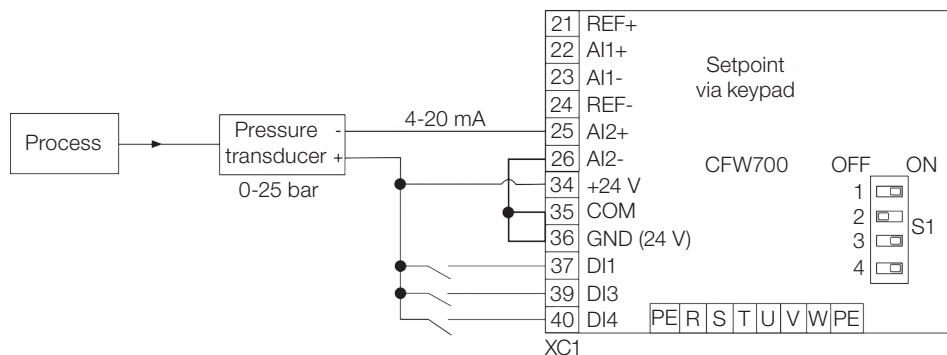 21 REF+
22 AI1+
23 AI1-
24 REF-
25 AI2+
26 AI2-
34 +24 V
35 COM
36 GND (24 V)
37 DI1
39 DI3
40 DI4
XC1
Process
Pressure -
transducer +
0-25 bar
4-20 mA
Setpoint
via keypad
CFW700
OFF ON
1
2
3
4
S1
PE R S T U V W PE